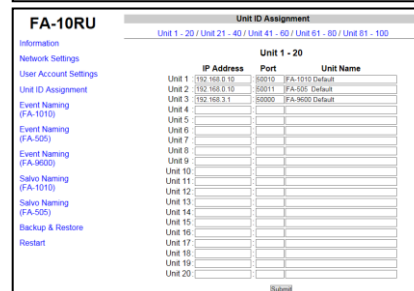 FA-10RU
Information
Network Settings
User Account Settings
Unit ID Assignment
Event Naming
(FA-1010)
Event Naming
(FA-505)
Event Naming
(FA-9600)
Salvo Naming
(FA-1010)
Salvo Naming
(FA-505)
Backup & Restore
Restart
Unit ID Assignment
Unit 1 - 20 / Unit 21 - 40 / Unit 41 - 60 / Unit 61 - 80 / Unit 81 - 100
Unit 1 - 20
IP Address Port Unit Name
Unit 1 : 192.168.0.10 : 50010 FA-1010 Default
Unit 2 : 192.168.0.10 : 50011 FA-505 Default
Unit 3 : 192.168.3.1 : 50000 FA-9600 Default
Unit 4 : :
Unit 5 : :
Unit 6 : :
Unit 7 : :
Unit 8 : :
Unit 9 : :
Unit 10 : :
Unit 11 : :
Unit 12 : :
Unit 13 : :
Unit 14 : :
Unit 15 : :
Unit 16 : :
Unit 17 : :
Unit 18 : :
Unit 19 : :
Unit 20 : :
Submit